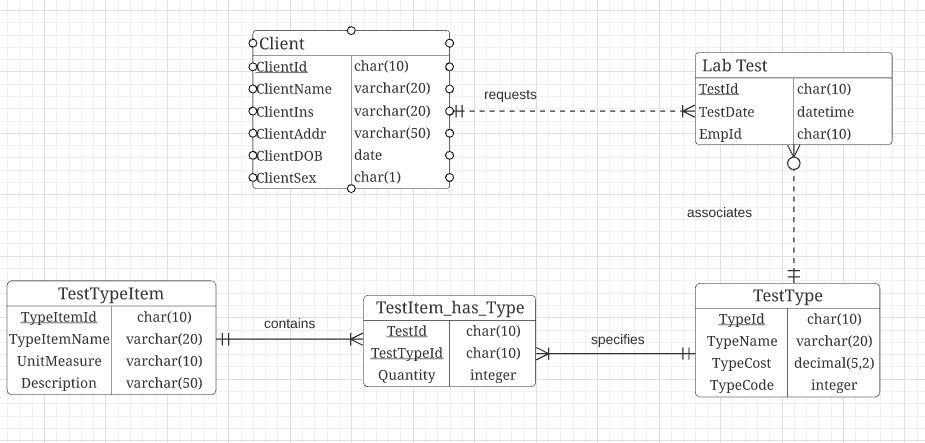 Client
ClientId char(10)
ClientName varchar(20)
ClientIns varchar(20)
ClientAddr varchar(50)
ClientDOB date
ClientSex char(1)
requests
Lab Test
TestId char(10)
TestDate datetime
EmpId char(10)
associates
TestTypeItem
TypeItemId char(10)
TypeItemName varchar(20)
UnitMeasure varchar(10)
Description varchar(50)
contains
TestItem_has_Type
TestId char(10)
TestTypeId char(10)
Quantity integer
specifies
TestType
TypeId char(10)
TypeName varchar(20)
TypeCost decimal(5,2)
TypeCode integer